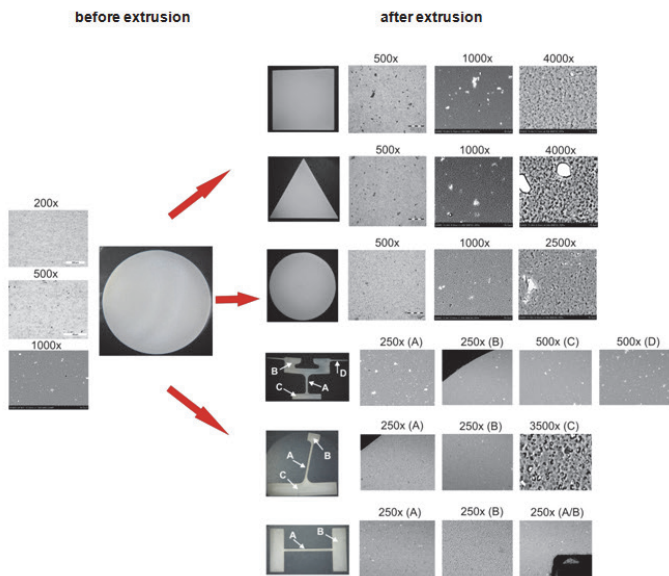 before extrusion
after extrusion
500x 1000x 4000x
500x 1000x 4000x
200x
500x
1000x
500x 1000x 2500x
250x (A) 250x (B) 500x (C) 500x (D)
B
A
D
C
250x (A) 250x (B) 3500x (C)
B
A
C
250x (A) 250x (B) 250x (A/B)
A
B